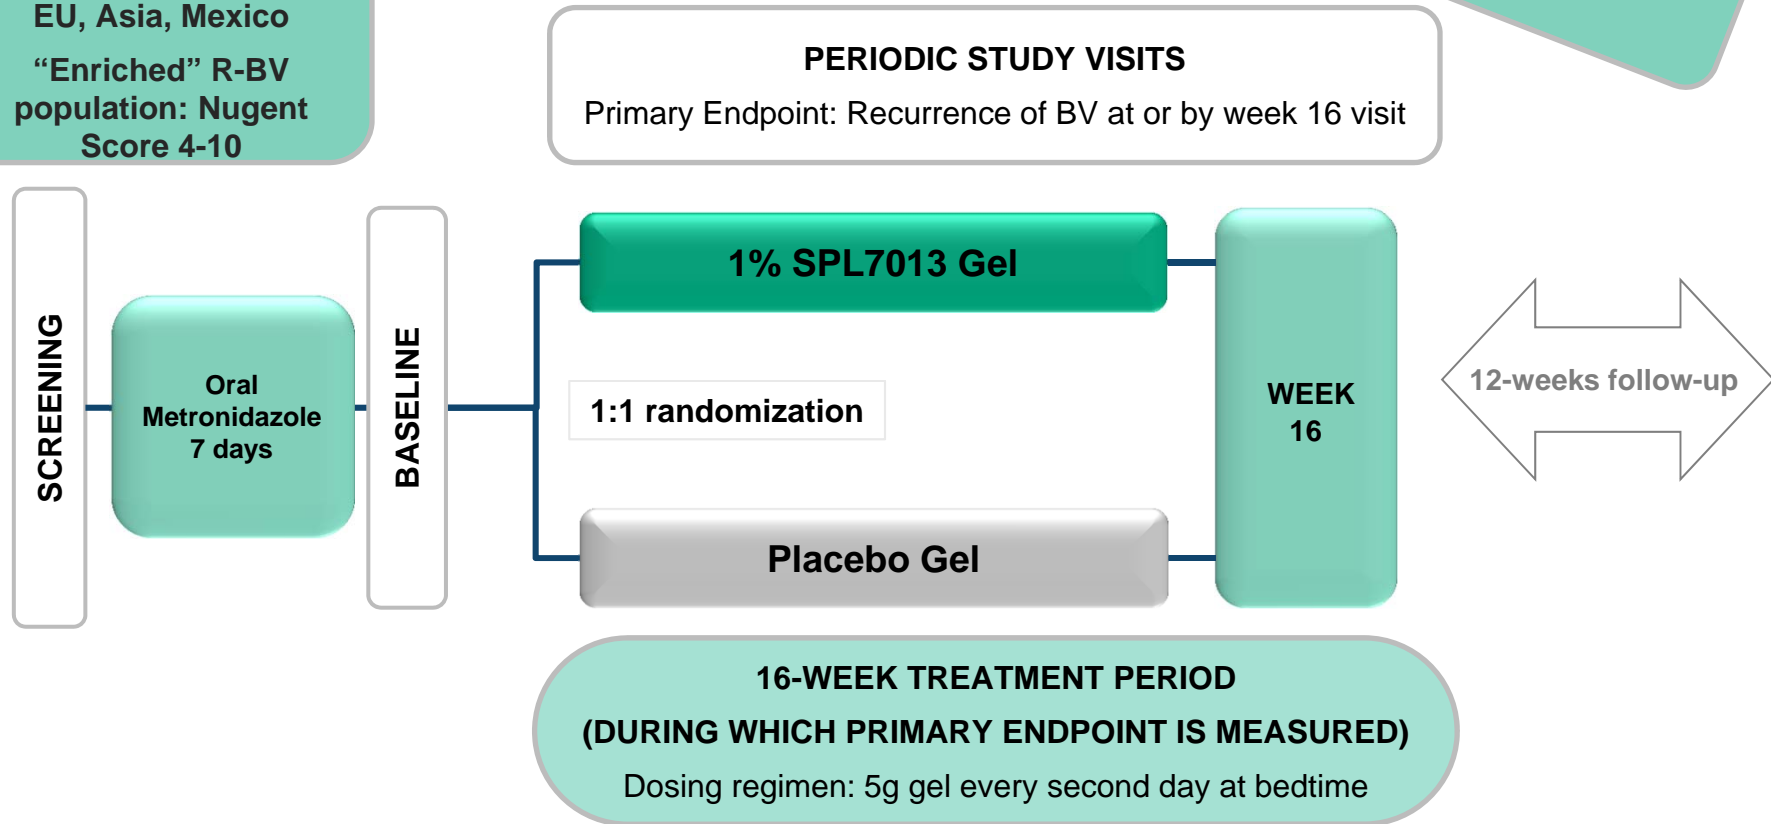 EU, Asia, Mexico
“Enriched” R-BV
population: Nugent
Score 4-10
PERIODIC STUDY VISITS
Primary Endpoint: Recurrence of BV at or by week 16 visit
SCREENING
Oral
Metronidazole
7 days
BASELINE
1% SPL7013 Gel
1:1 randomization
Placebo Gel
WEEK
16
12-weeks follow-up
16-WEEK TREATMENT PERIOD
(DURING WHICH PRIMARY ENDPOINT IS MEASURED)
Dosing regimen: 5g gel every second day at bedtime